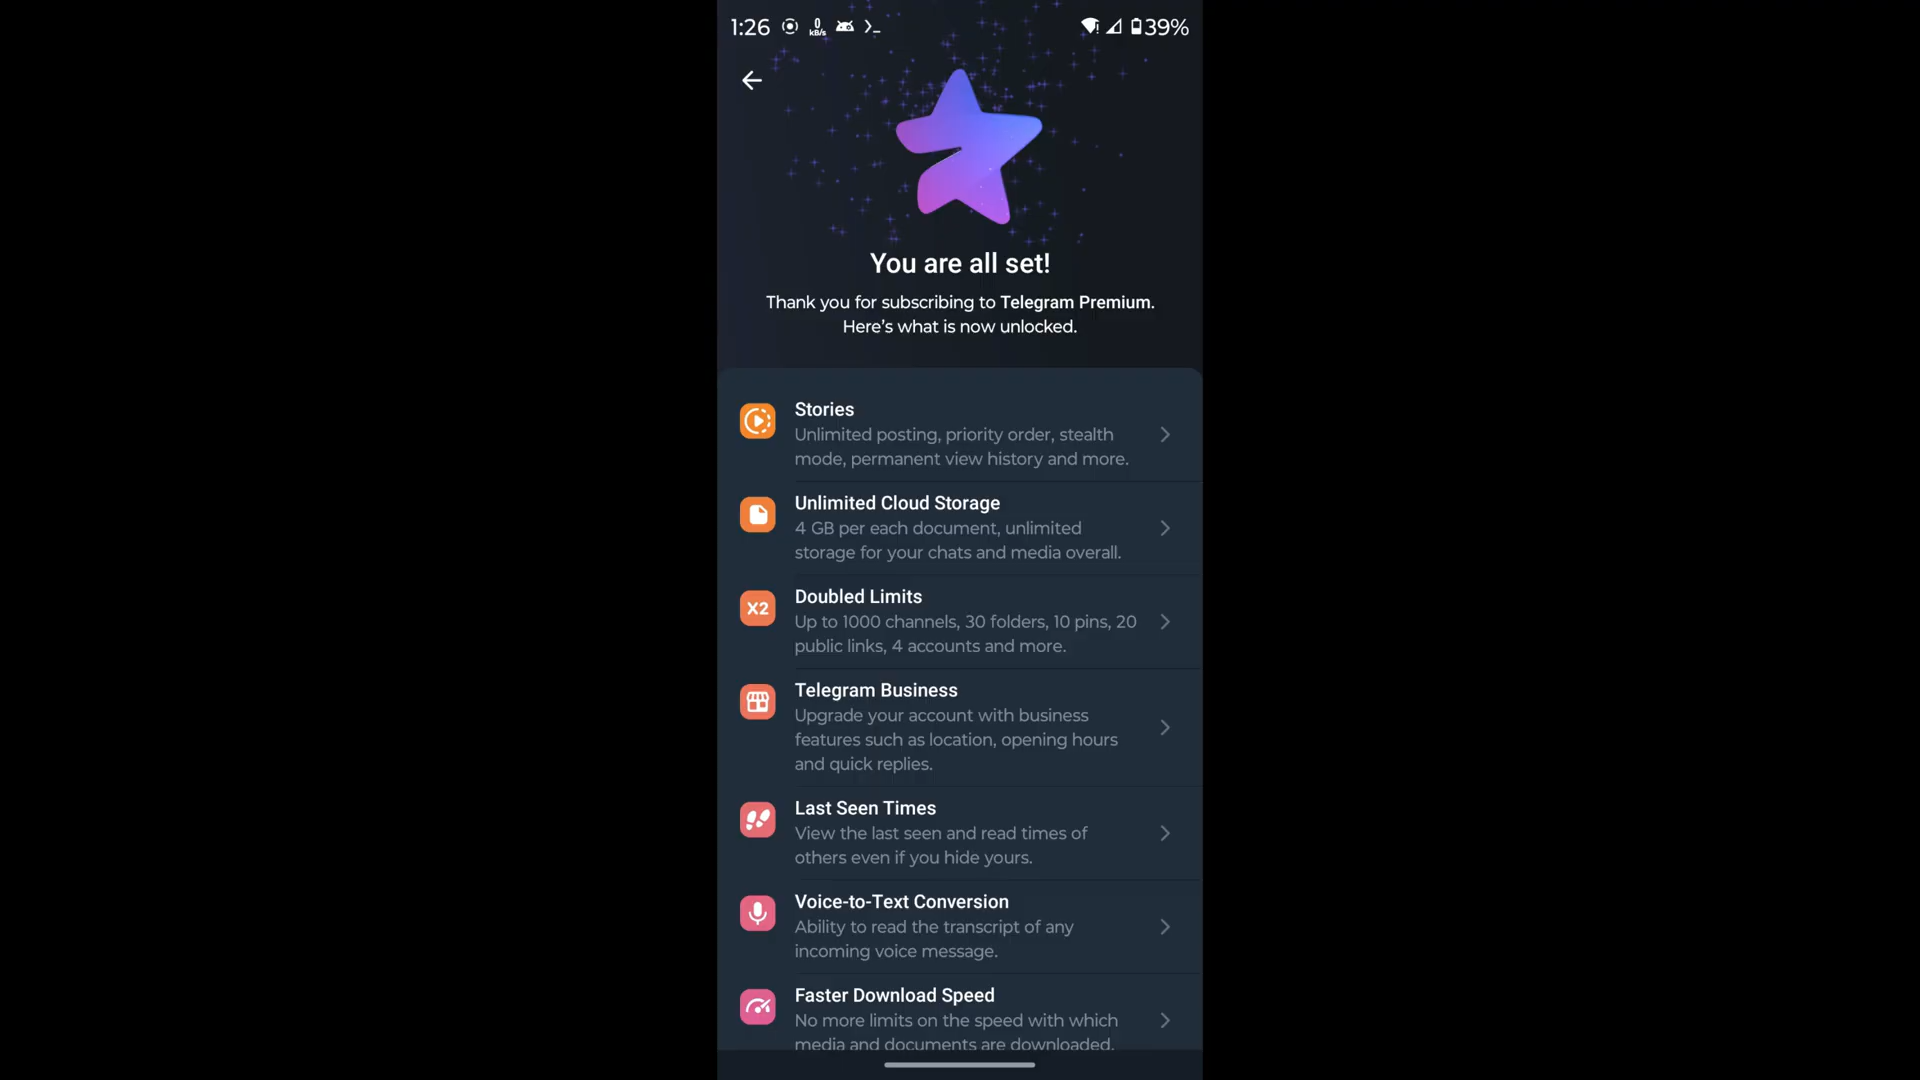 1:26 0 kB/s 39%
You are all set!
Thank you for subscribing to Telegram Premium.
Here's what is now unlocked.
Stories
Unlimited posting, priority order, stealth
mode, permanent view history and more.
Unlimited Cloud Storage
4 GB per each document, unlimited
storage for your chats and media overall.
X2
Doubled Limits
Up to 1000 channels, 30 folders, 10 pins, 20
public links, 4 accounts and more.
Telegram Business
Upgrade your account with business
features such as location, opening hours
and quick replies.
Last Seen Times
View the last seen and read times of
others even if you hide yours.
Voice-to-Text Conversion
Ability to read the transcript of any
incoming voice message.
Faster Download Speed
No more limits on the speed with which
media and documents are downloaded.